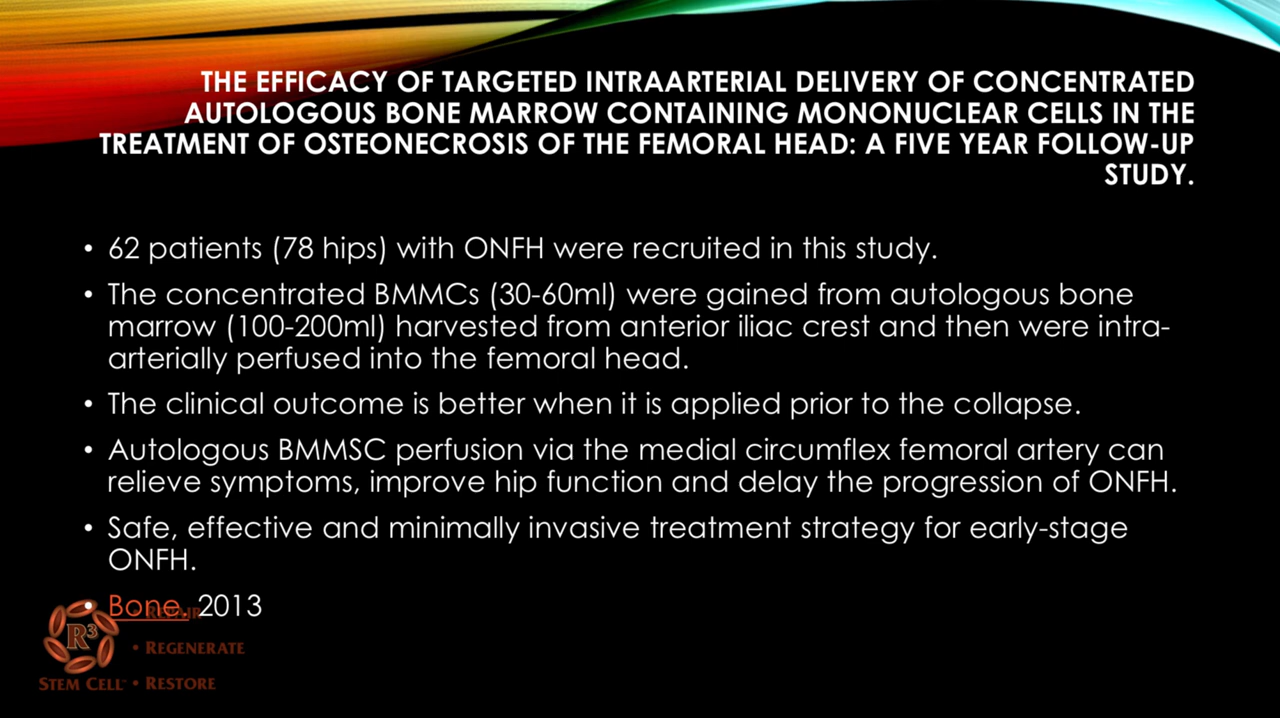 THE EFFICACY OF TARGETED INTRAARTERIAL DELIVERY OF CONCENTRATED
AUTOLOGOUS BONE MARROW CONTAINING MONONUCLEAR CELLS IN THE
TREATMENT OF OSTEONECROSIS OF THE FEMORAL HEAD: A FIVE YEAR FOLLOW-UP
STUDY.
• 62 patients (78 hips) with ONFH were recruited in this study.
• The concentrated BMMCs (30-60ml) were gained from autologous bone
marrow (100-200ml) harvested from anterior iliac crest and then were intra-
arterially perfused into the femoral head.
• The clinical outcome is better when it is applied prior to the collapse.
• Autologous BMMSC perfusion via the medial circumflex femoral artery can
relieve symptoms, improve hip function and delay the progression of ONFH.
• Safe, effective and minimally invasive treatment strategy for early-stage
ONFH.
• Bone. 2013
• REPAIR
R³
• REGENERATE
STEM CELL™ • RESTORE